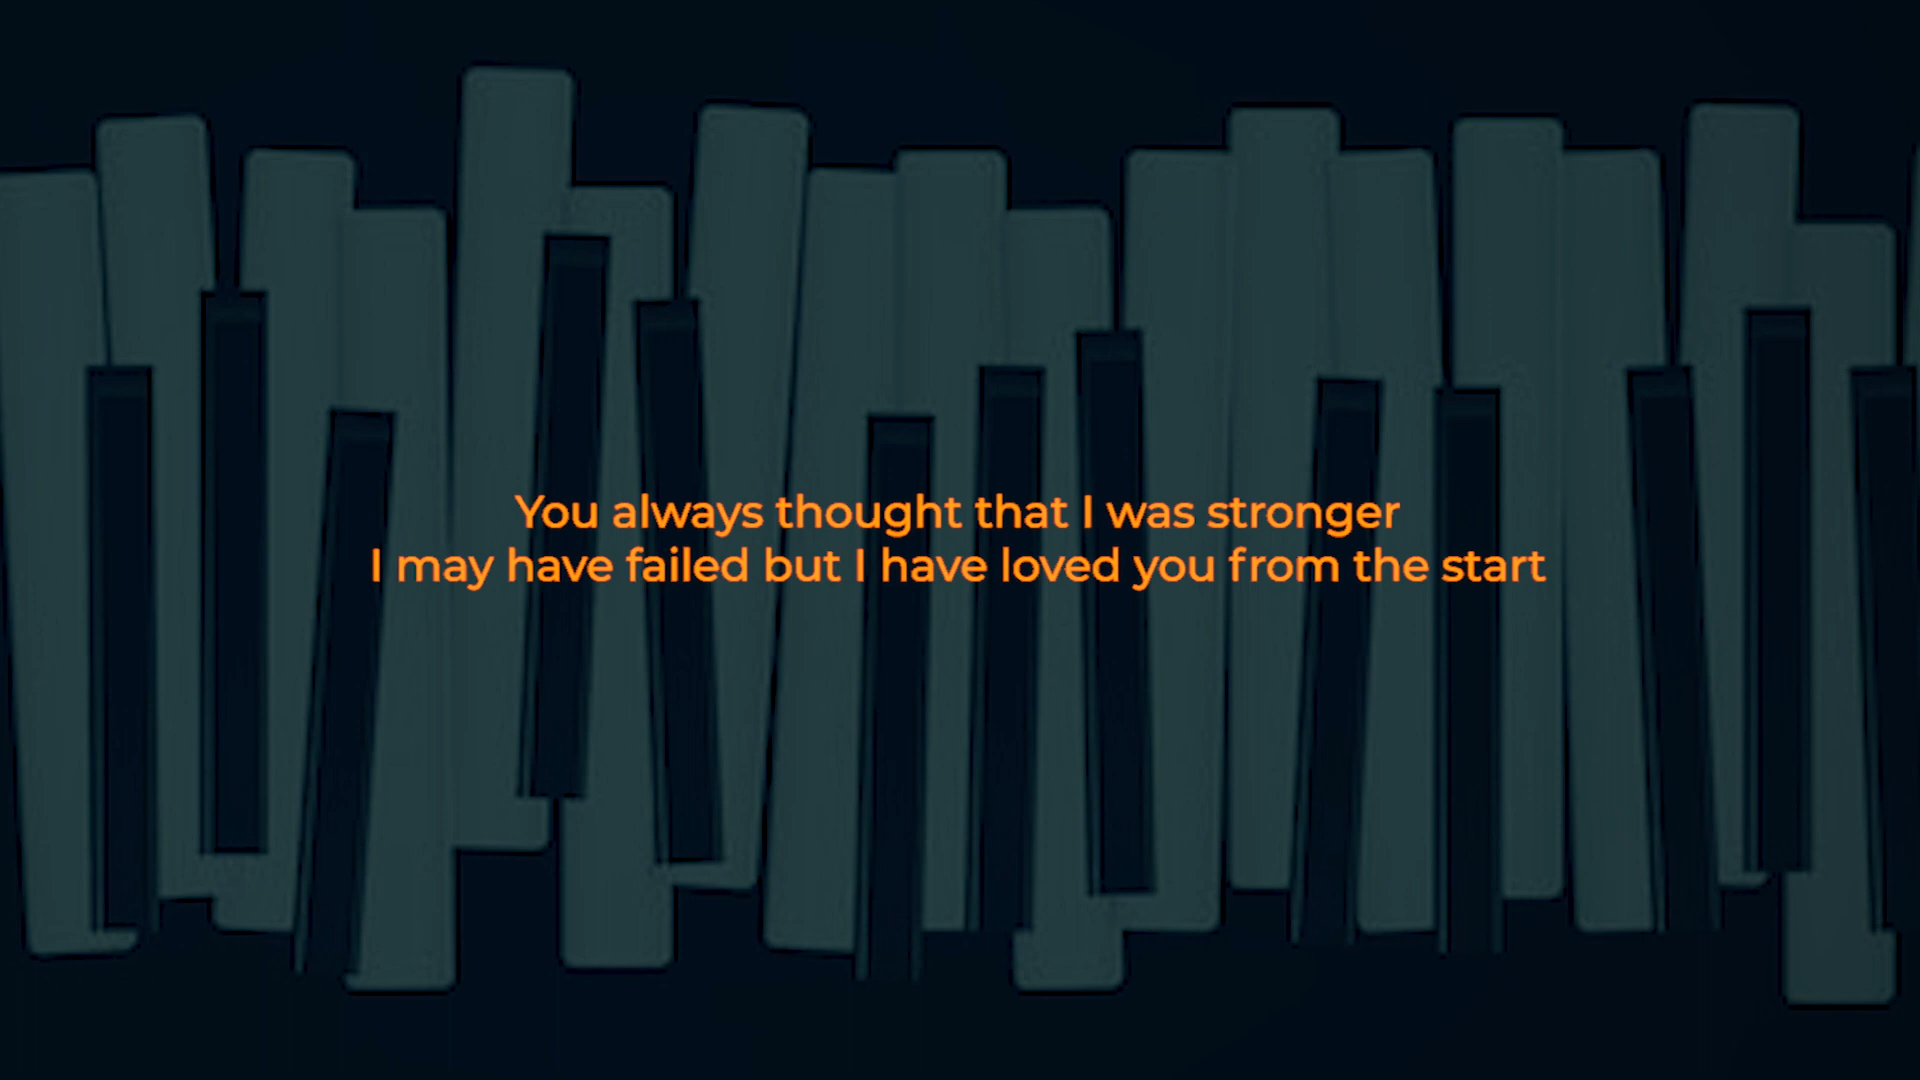 You always thought that I was stronger
I may have failed but I have loved you from the start